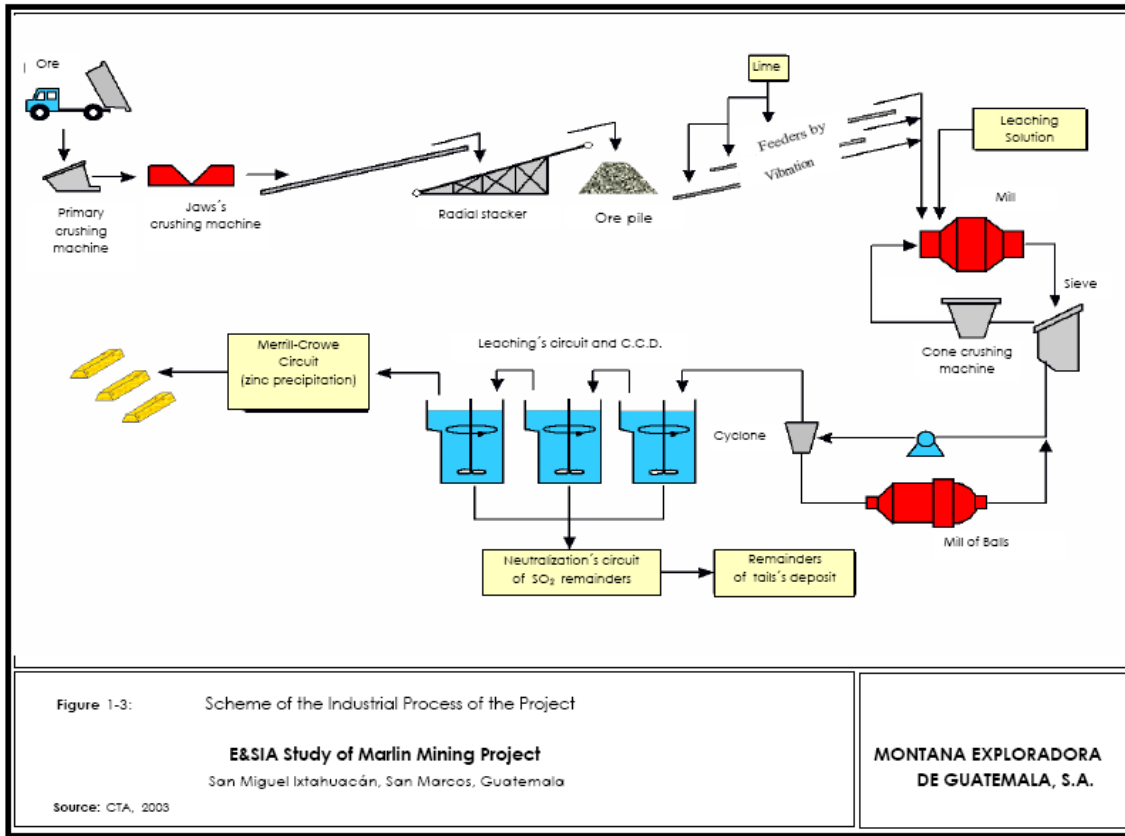 Ore
Lime
Feeders by
Vibration
Leaching
Solution
Primary
crushing
machine
Jaws´s
crushing machine
Radial stacker
Ore pile
Mill
Sieve
Cone crushing
machine
Merrill-Crowe
Circuit
(zinc precipitation)
Leaching´s circuit and C.C.D.
Cyclone
Mill of Balls
Neutralization´s circuit
of SO₂ remainders
Remainders
of tails´s deposit
Figure 1-3: Scheme of the Industrial Process of the Project
E&SIA Study of Marlin Mining Project
San Miguel Ixtahuacán, San Marcos, Guatemala
Source: CTA, 2003
MONTANA EXPLORADORA
DE GUATEMALA, S.A.